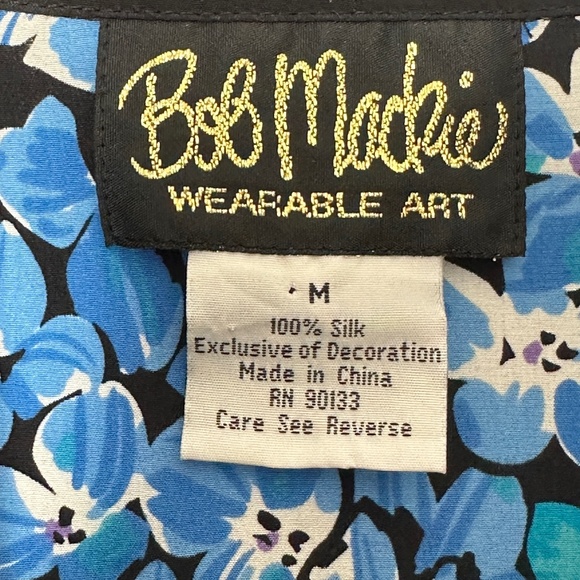 Bob Mackie
WEARABLE ART
M
100% Silk
Exclusive of Decoration
Made in China
RN 90133
Care See Reverse